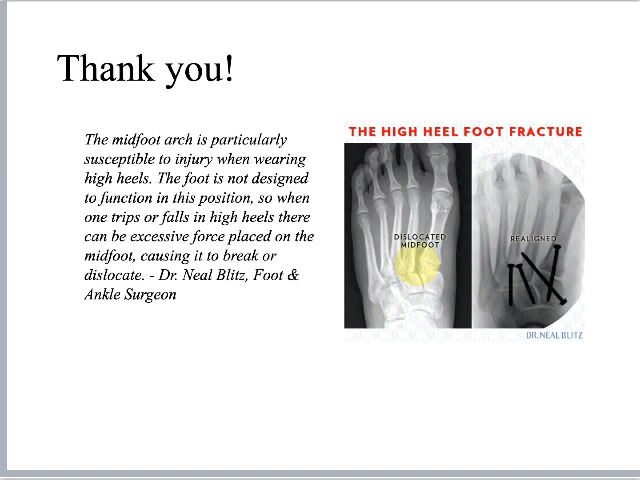 Thank you!
The midfoot arch is particularly
susceptible to injury when wearing
high heels. The foot is not designed
to function in this position, so when
one trips or falls in high heels there
can be excessive force placed on the
midfoot, causing it to break or
dislocate. - Dr. Neal Blitz, Foot &
Ankle Surgeon
THE HIGH HEEL FOOT FRACTURE
DISLOCATED
MIDFOOT
REALIGNED
DR. NEAL BLITZ